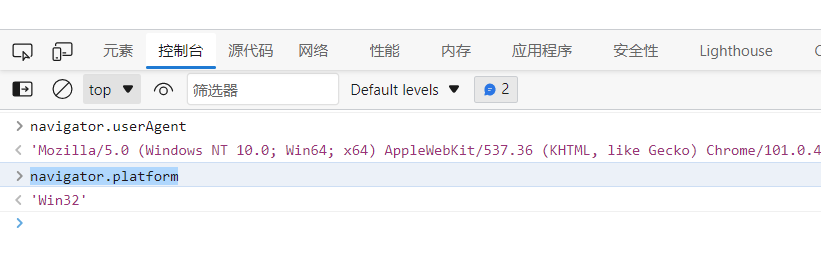 元素 控制台 源代码 网络 性能 内存 应用程序 安全性 Lighthouse
top 筛选器 Default levels 2
navigator.userAgent
'Mozilla/5.0 (Windows NT 10.0; Win64; x64) AppleWebKit/537.36 (KHTML, like Gecko) Chrome/101.0.4
navigator.platform
'Win32'